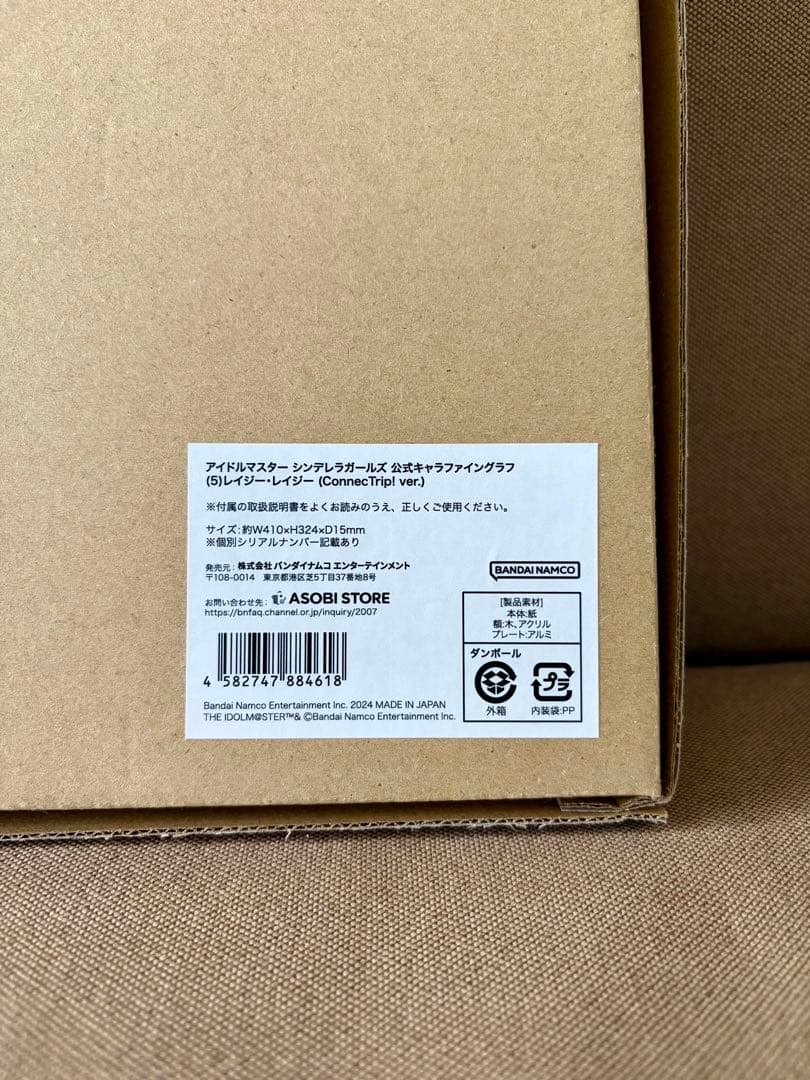 アイドルマスター シンデレラガールズ 公式キャラファイングラフ
(5)レイジー・レイジー (ConnecTrip! ver.)
※付属の取扱説明書をよくお読みのうえ、正しくご使用ください。
サイズ:約W410×H324×D15mm
※個別シリアルナンバー記載あり
発売元: 株式会社 バンダイナムコ エンターテインメント
〒108-0014 東京都港区芝5丁目37番地8号
BANDAI NAMCO
お問い合わせ先: ASOBI STORE
https://bnfaq.channel.or.jp/inquiry/2007
4 582747 884618
[製品素材]
本体:紙
額:木、アクリル
プレート:アルミ
ダンボール
プラ
外箱
内装袋:PP
Bandai Namco Entertainment Inc. 2024 MADE IN JAPAN
THE IDOLM@STER™& ©Bandai Namco Entertainment Inc.